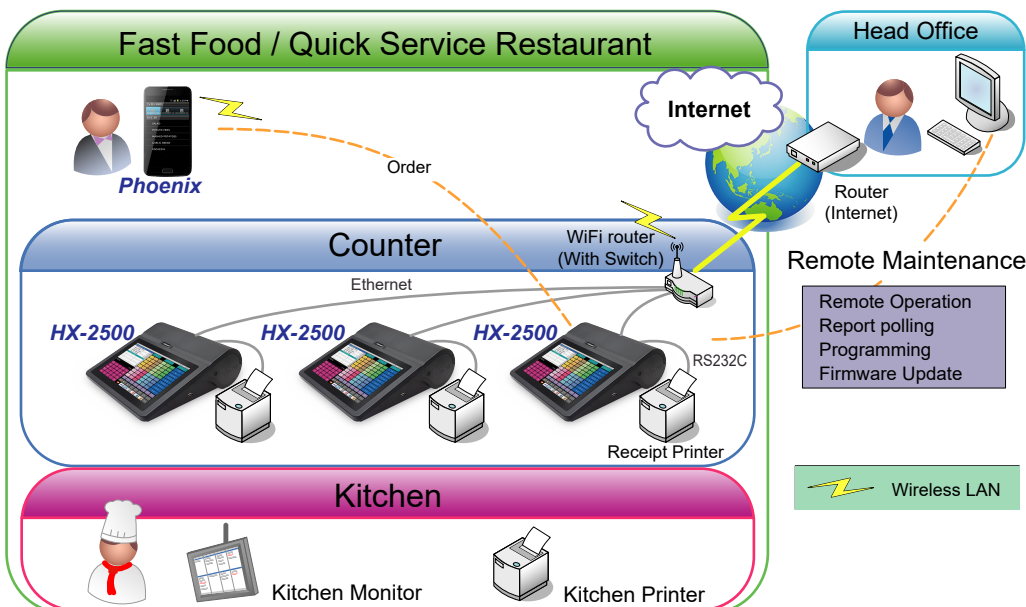 Fast Food / Quick Service Restaurant
Head Office
Internet
Phoenix
Order
Router
(Internet)
Counter
WiFi router
(With Switch)
Remote Maintenance
Ethernet
HX-2500
HX-2500
HX-2500
RS232C
Remote Operation
Report polling
Programming
Firmware Update
Receipt Printer
Kitchen
Wireless LAN
Kitchen Monitor
Kitchen Printer